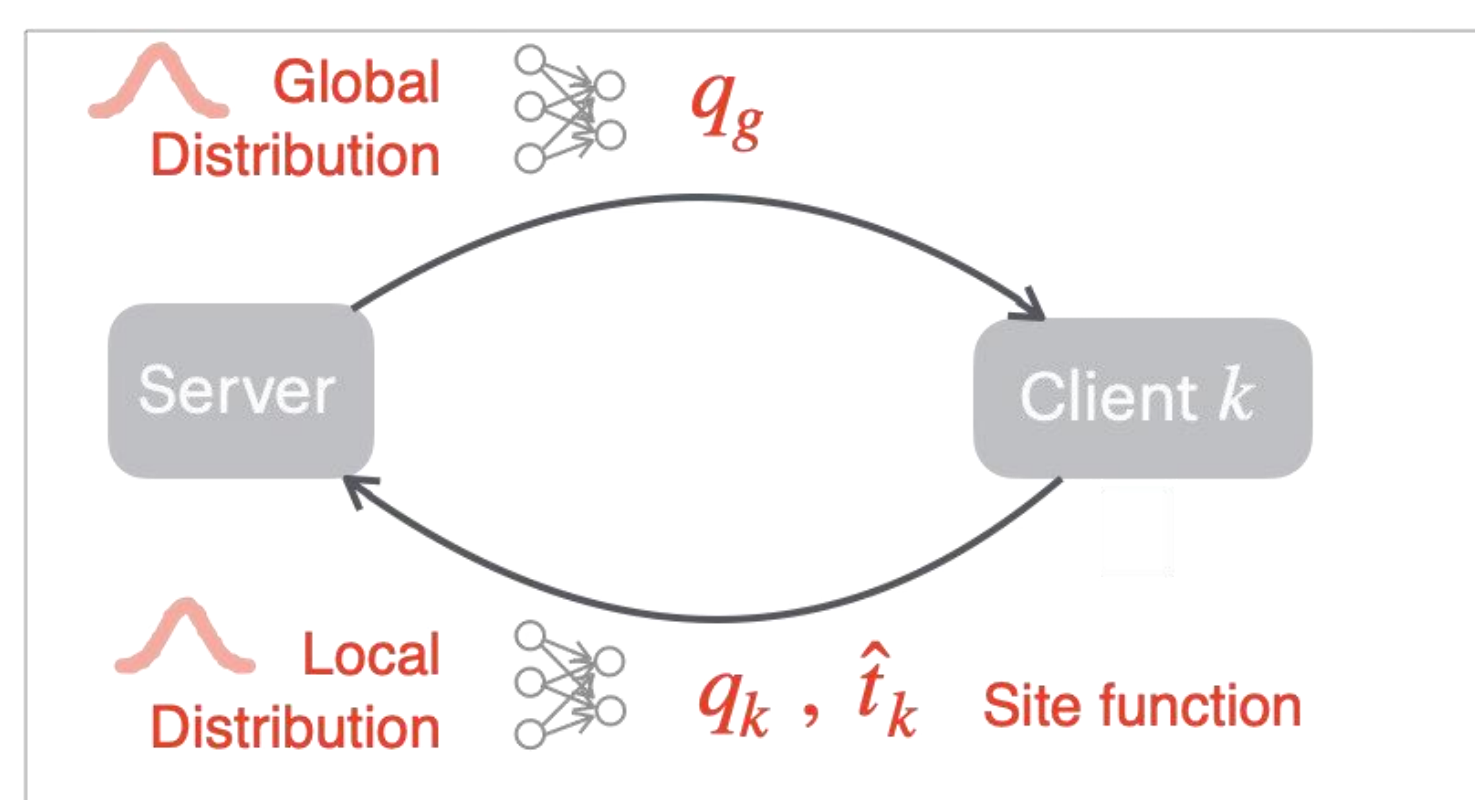 Global
Distribution
q_g
Server
Client k
Local
Distribution
q_k , t̂_k Site function